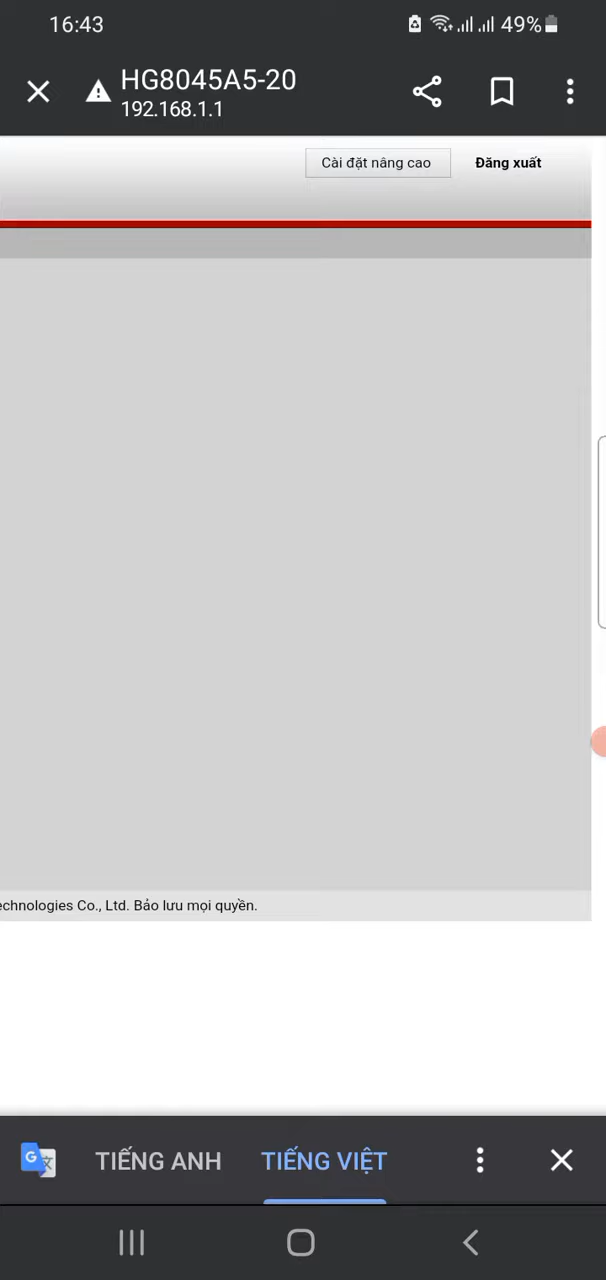 16:43
49%
HG8045A5-20
192.168.1.1
Cài đặt nâng cao
Đăng xuất
echnologies Co., Ltd. Bảo lưu mọi quyền.
TIẾNG ANH
TIẾNG VIỆT